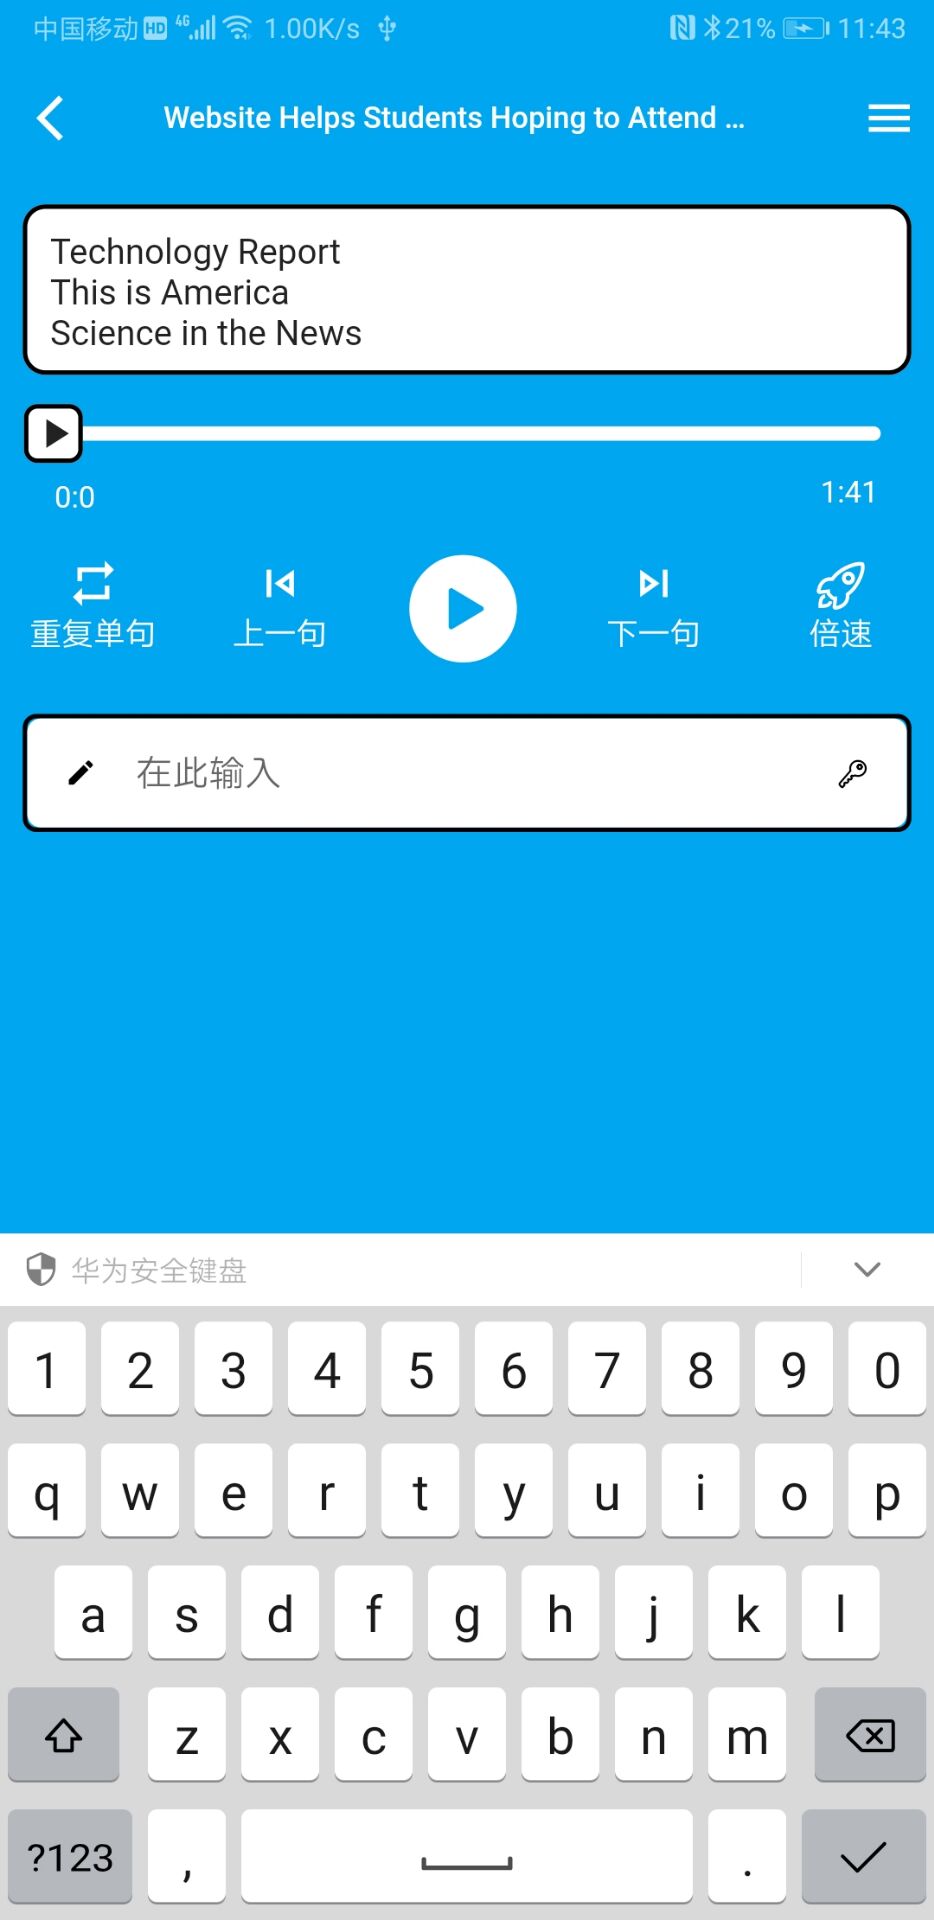 中国移动 HD 4G 1.00K/s 21% 11:43
Website Helps Students Hoping to Attend ...
Technology Report
This is America
Science in the News
0:0 1:41
重复单句 上一句 下一句 倍速
在此输入
华为安全键盘
1 2 3 4 5 6 7 8 9 0
q w e r t y u i o p
a s d f g h j k l
z x c v b n m
?123 , .